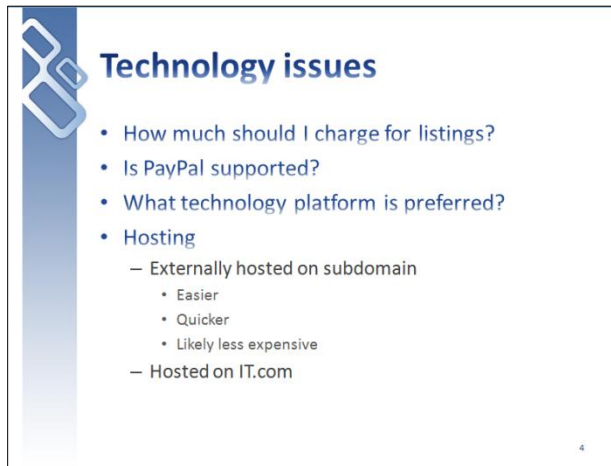 Technology issues
• How much should I charge for listings?
• Is PayPal supported?
• What technology platform is preferred?
• Hosting
– Externally hosted on subdomain
• Easier
• Quicker
• Likely less expensive
– Hosted on IT.com
4